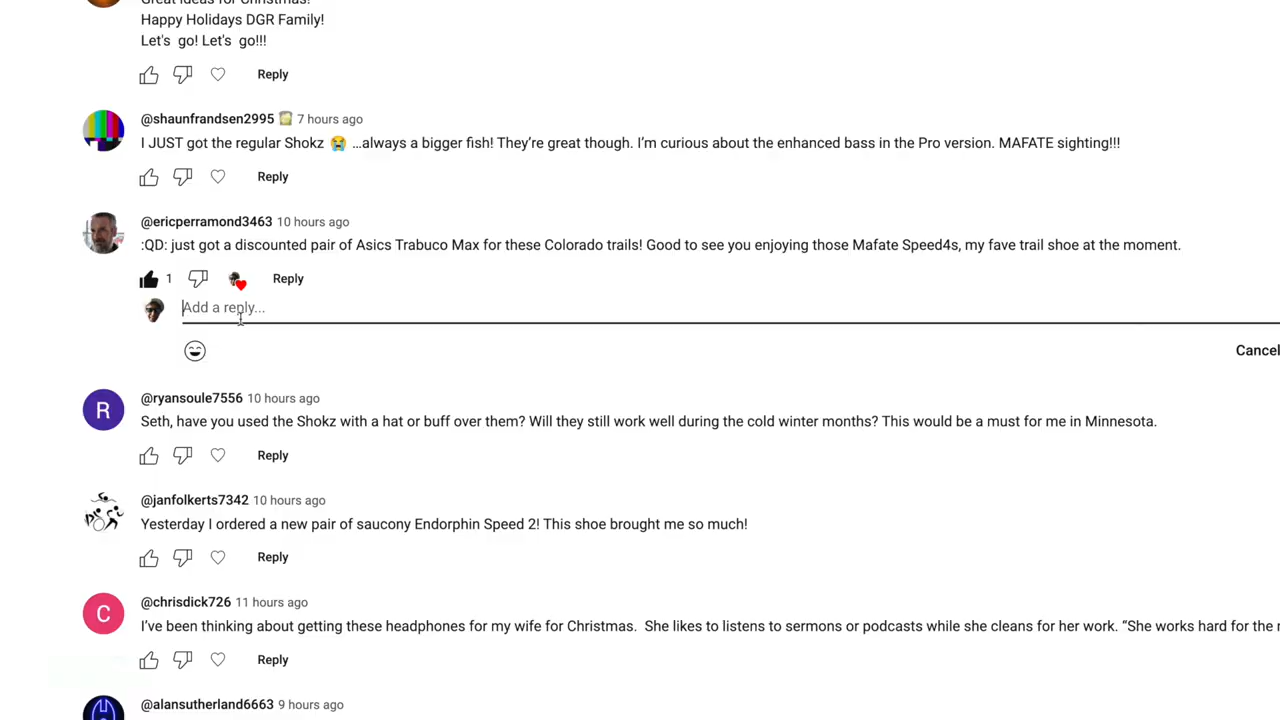 Great ideas for Christmas!
Happy Holidays DGR Family!
Let's go! Let's go!!!
Reply
@shaunfrandsen2995 7 hours ago
I JUST got the regular Shokz 😭 ...always a bigger fish! They’re great though. I’m curious about the enhanced bass in the Pro version. MAFATE sighting!!!
Reply
@ericperramond3463 10 hours ago
:QD: just got a discounted pair of Asics Trabuco Max for these Colorado trails! Good to see you enjoying those Mafate Speed4s, my fave trail shoe at the moment.
1 Reply
Add a reply...
Cancel
@ryansoule7556 10 hours ago
Seth, have you used the Shokz with a hat or buff over them? Will they still work well during the cold winter months? This would be a must for me in Minnesota.
Reply
@janfolkerts7342 10 hours ago
Yesterday I ordered a new pair of saucony Endorphin Speed 2! This shoe brought me so much!
Reply
C
@chrisdick726 11 hours ago
I’ve been thinking about getting these headphones for my wife for Christmas. She likes to listens to sermons or podcasts while she cleans for her work. “She works hard for the
Reply
@alansutherland6663 9 hours ago